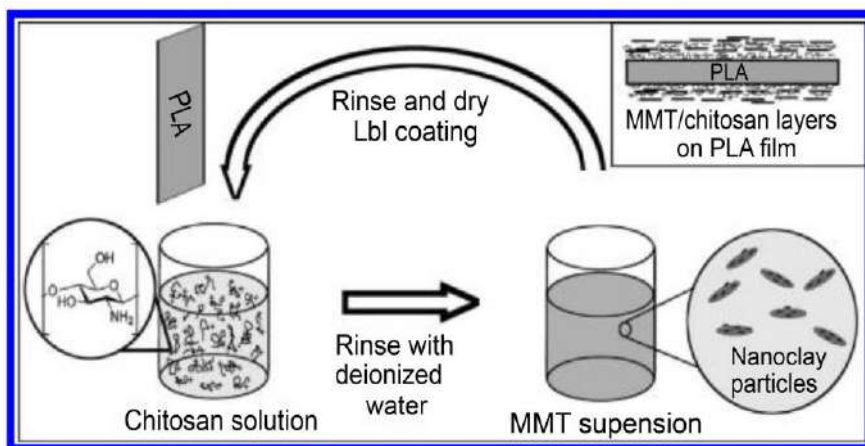 PLA
Rinse and dry
Lbl coating
PLA
MMT/chitosan layers
on PLA film
OH
O
O
HO
NH2
Rinse with
deionized
water
Chitosan solution
MMT supension
Nanoclay
particles